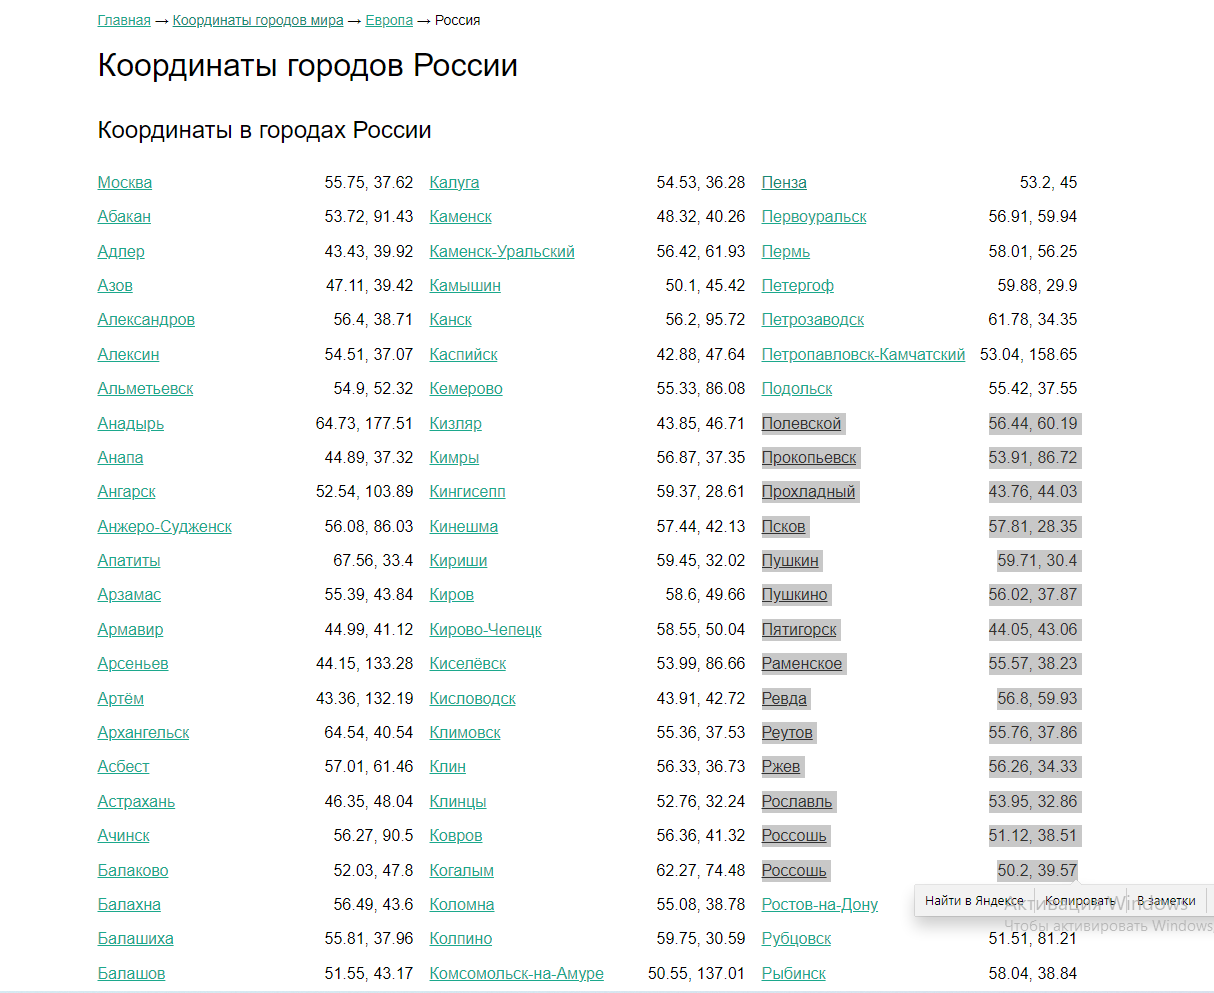 Главная → Координаты городов мира → Европа → Россия
Координаты городов России
Координаты в городах России
Москва 55.75, 37.62 Калуга 54.53, 36.28 Пенза 53.2, 45
Абакан 53.72, 91.43 Каменск 48.32, 40.26 Первоуральск 56.91, 59.94
Адлер 43.43, 39.92 Каменск-Уральский 56.42, 61.93 Пермь 58.01, 56.25
Азов 47.11, 39.42 Камышин 50.1, 45.42 Петергоф 59.88, 29.9
Александров 56.4, 38.71 Канск 56.2, 95.72 Петрозаводск 61.78, 34.35
Алексин 54.51, 37.07 Каспийск 42.88, 47.64 Петропавловск-Камчатский 53.04, 158.65
Альметьевск 54.9, 52.32 Кемерово 55.33, 86.08 Подольск 55.42, 37.55
Анадырь 64.73, 177.51 Кизляр 43.85, 46.71 Полевской 56.44, 60.19
Анапа 44.89, 37.32 Кимры 56.87, 37.35 Прокопьевск 53.91, 86.72
Ангарск 52.54, 103.89 Кингисепп 59.37, 28.61 Прохладный 43.76, 44.03
Анжеро-Судженск 56.08, 86.03 Кинешма 57.44, 42.13 Псков 57.81, 28.35
Апатиты 67.56, 33.4 Кириши 59.45, 32.02 Пушкин 59.71, 30.4
Арзамас 55.39, 43.84 Киров 58.6, 49.66 Пушкино 56.02, 37.87
Армавир 44.99, 41.12 Кирово-Чепецк 58.55, 50.04 Пятигорск 44.05, 43.06
Арсеньев 44.15, 133.28 Киселёвск 53.99, 86.66 Раменское 55.57, 38.23
Артём 43.36, 132.19 Кисловодск 43.91, 42.72 Ревда 56.8, 59.93
Архангельск 64.54, 40.54 Климовск 55.36, 37.53 Реутов 55.76, 37.86
Асбест 57.01, 61.46 Клин 56.33, 36.73 Ржев 56.26, 34.33
Астрахань 46.35, 48.04 Клинцы 52.76, 32.24 Рославль 53.95, 32.86
Ачинск 56.27, 90.5 Ковров 56.36, 41.32 Россошь 51.12, 38.51
Балаково 52.03, 47.8 Когалым 62.27, 74.48 Россошь 50.2, 39.57
Балахна 56.49, 43.6 Коломна 55.08, 38.78 Ростов-на-Дону
Найти в Яндексе Копировать В заметки
Активация Windows
Чтобы активировать Windows
Балашиха 55.81, 37.96 Колпино 59.75, 30.59 Рубцовск 51.51, 81.21
Балашов 51.55, 43.17 Комсомольск-на-Амуре 50.55, 137.01 Рыбинск 58.04, 38.84